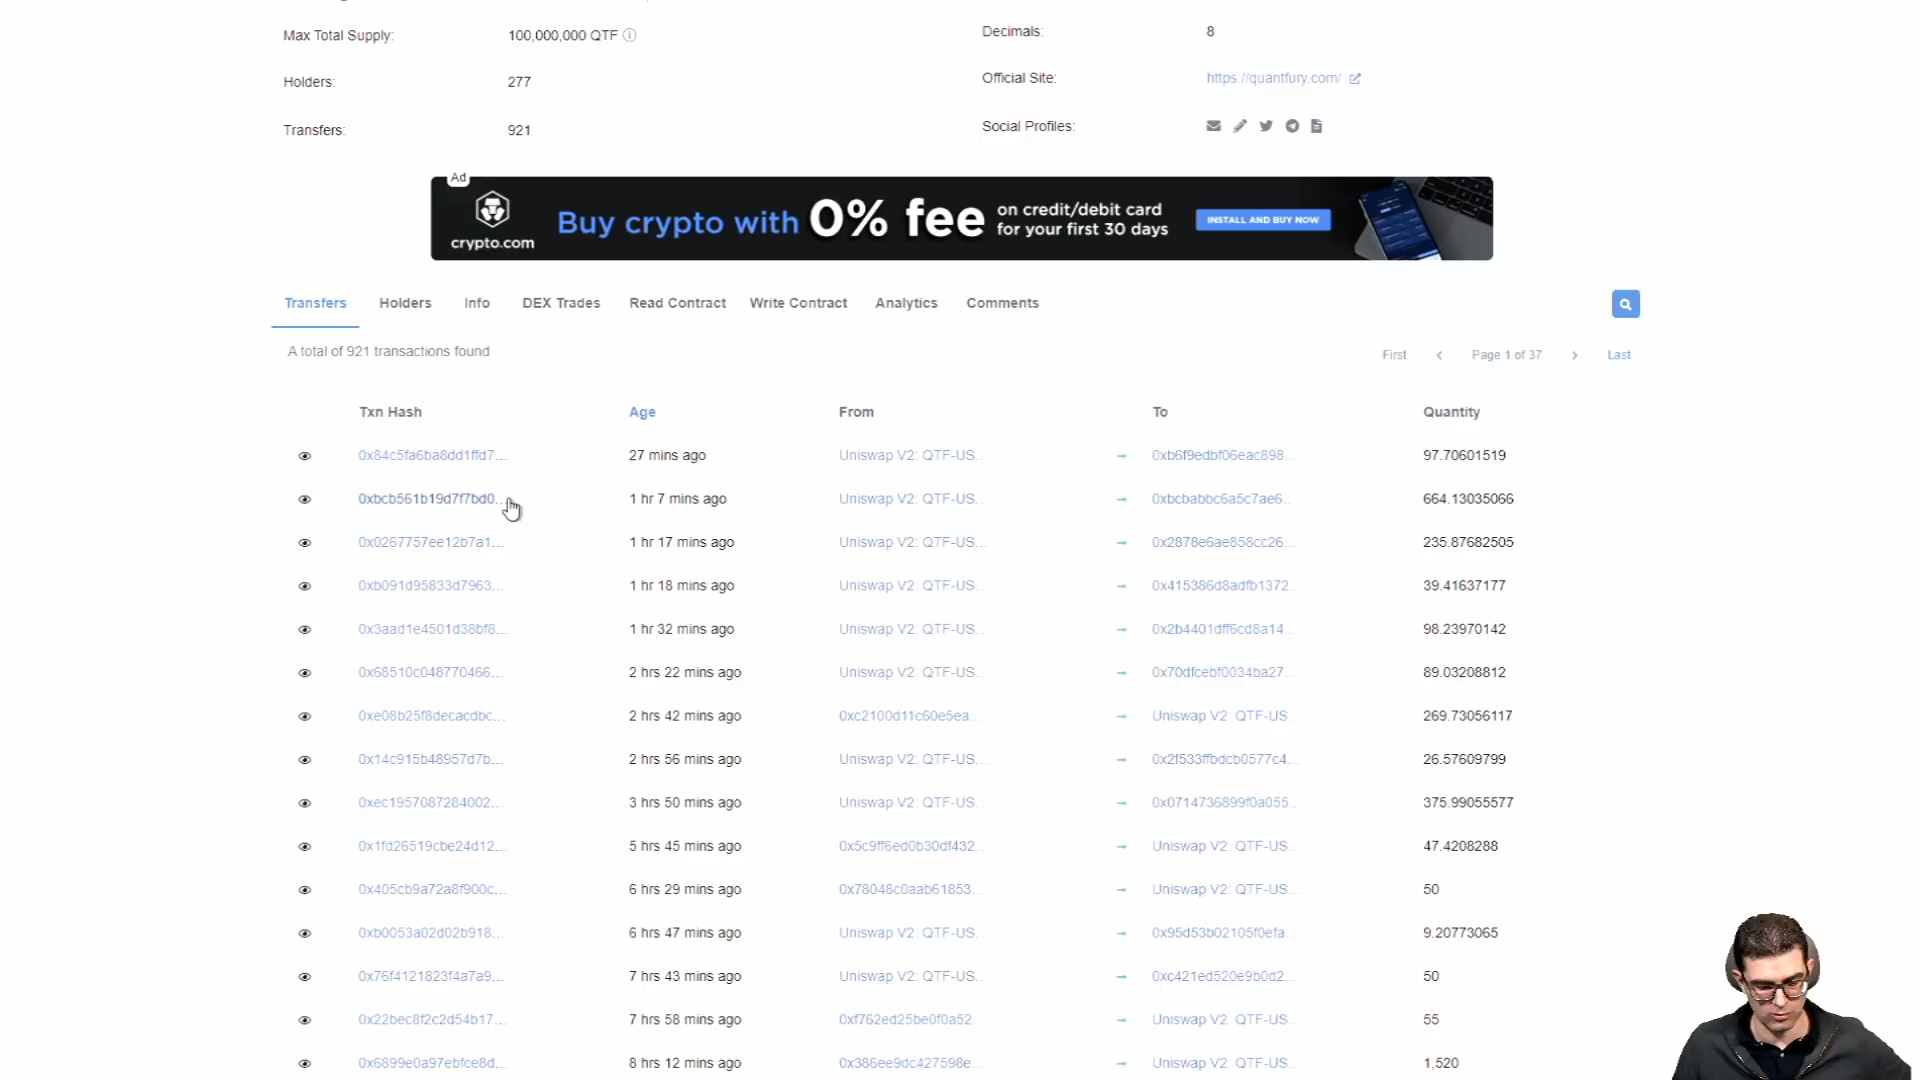 Max Total Supply: 100,000,000 QTF
Decimals: 8
Holders: 277
Official Site: https://quantfury.com/
Transfers: 921
Social Profiles:
Ad
crypto.com
Buy crypto with 0% fee on credit/debit card for your first 30 days
INSTALL AND BUY NOW
Transfers Holders Info DEX Trades Read Contract Write Contract Analytics Comments
A total of 921 transactions found
First < Page 1 of 37 > Last
Txn Hash Age From To Quantity
0x84c5fa6ba8dd1ffd7... 27 mins ago Uniswap V2: QTF-US... → 0xb6f9edbf06eac898... 97.70601519
0xbcb561b19d7f7bd0... 1 hr 7 mins ago Uniswap V2: QTF-US... → 0xbcbabbc6a5c7ae6... 664.13035066
0x0267757ee12b7a1... 1 hr 17 mins ago Uniswap V2: QTF-US... → 0x2878e6ae858cc26... 235.87682505
0xb091d95833d7963... 1 hr 18 mins ago Uniswap V2: QTF-US... → 0x415386d8adfb1372... 39.41637177
0x3aad1e4501d38bf8... 1 hr 32 mins ago Uniswap V2: QTF-US... → 0x2b4401dff6cd8a14... 98.23970142
0x68510c048770466... 2 hrs 22 mins ago Uniswap V2: QTF-US... → 0x70dfcebf0034ba27... 89.03208812
0xe08b25f8decacdbc... 2 hrs 42 mins ago 0xc2100d11c60e5ea... → Uniswap V2: QTF-US... 269.73056117
0x14c915b48957d7b... 2 hrs 56 mins ago Uniswap V2: QTF-US... → 0x2f533ffbdcb0577c4... 26.57609799
0xec1957087284002... 3 hrs 50 mins ago Uniswap V2: QTF-US... → 0x0714736899f0a055... 375.99055577
0x1fd26519cbe24d12... 5 hrs 45 mins ago 0x5c9ff6ed0b30df432... → Uniswap V2: QTF-US... 47.4208288
0x405cb9a72a8f900c... 6 hrs 29 mins ago 0x78048c0aab61853... → Uniswap V2: QTF-US... 50
0xb0053a02d02b918... 6 hrs 47 mins ago Uniswap V2: QTF-US... → 0x95d53b02105f0efa... 9.20773065
0x76f4121823f4a7a9... 7 hrs 43 mins ago Uniswap V2: QTF-US... → 0xc421ed520e9b0d2... 50
0x22bec8f2c2d54b17... 7 hrs 58 mins ago 0xf762ed25be0f0a52... → Uniswap V2: QTF-US... 55
0x6899e0a97ebfce8d... 8 hrs 12 mins ago 0x386ee9dc427598e... → Uniswap V2: QTF-US... 1,520